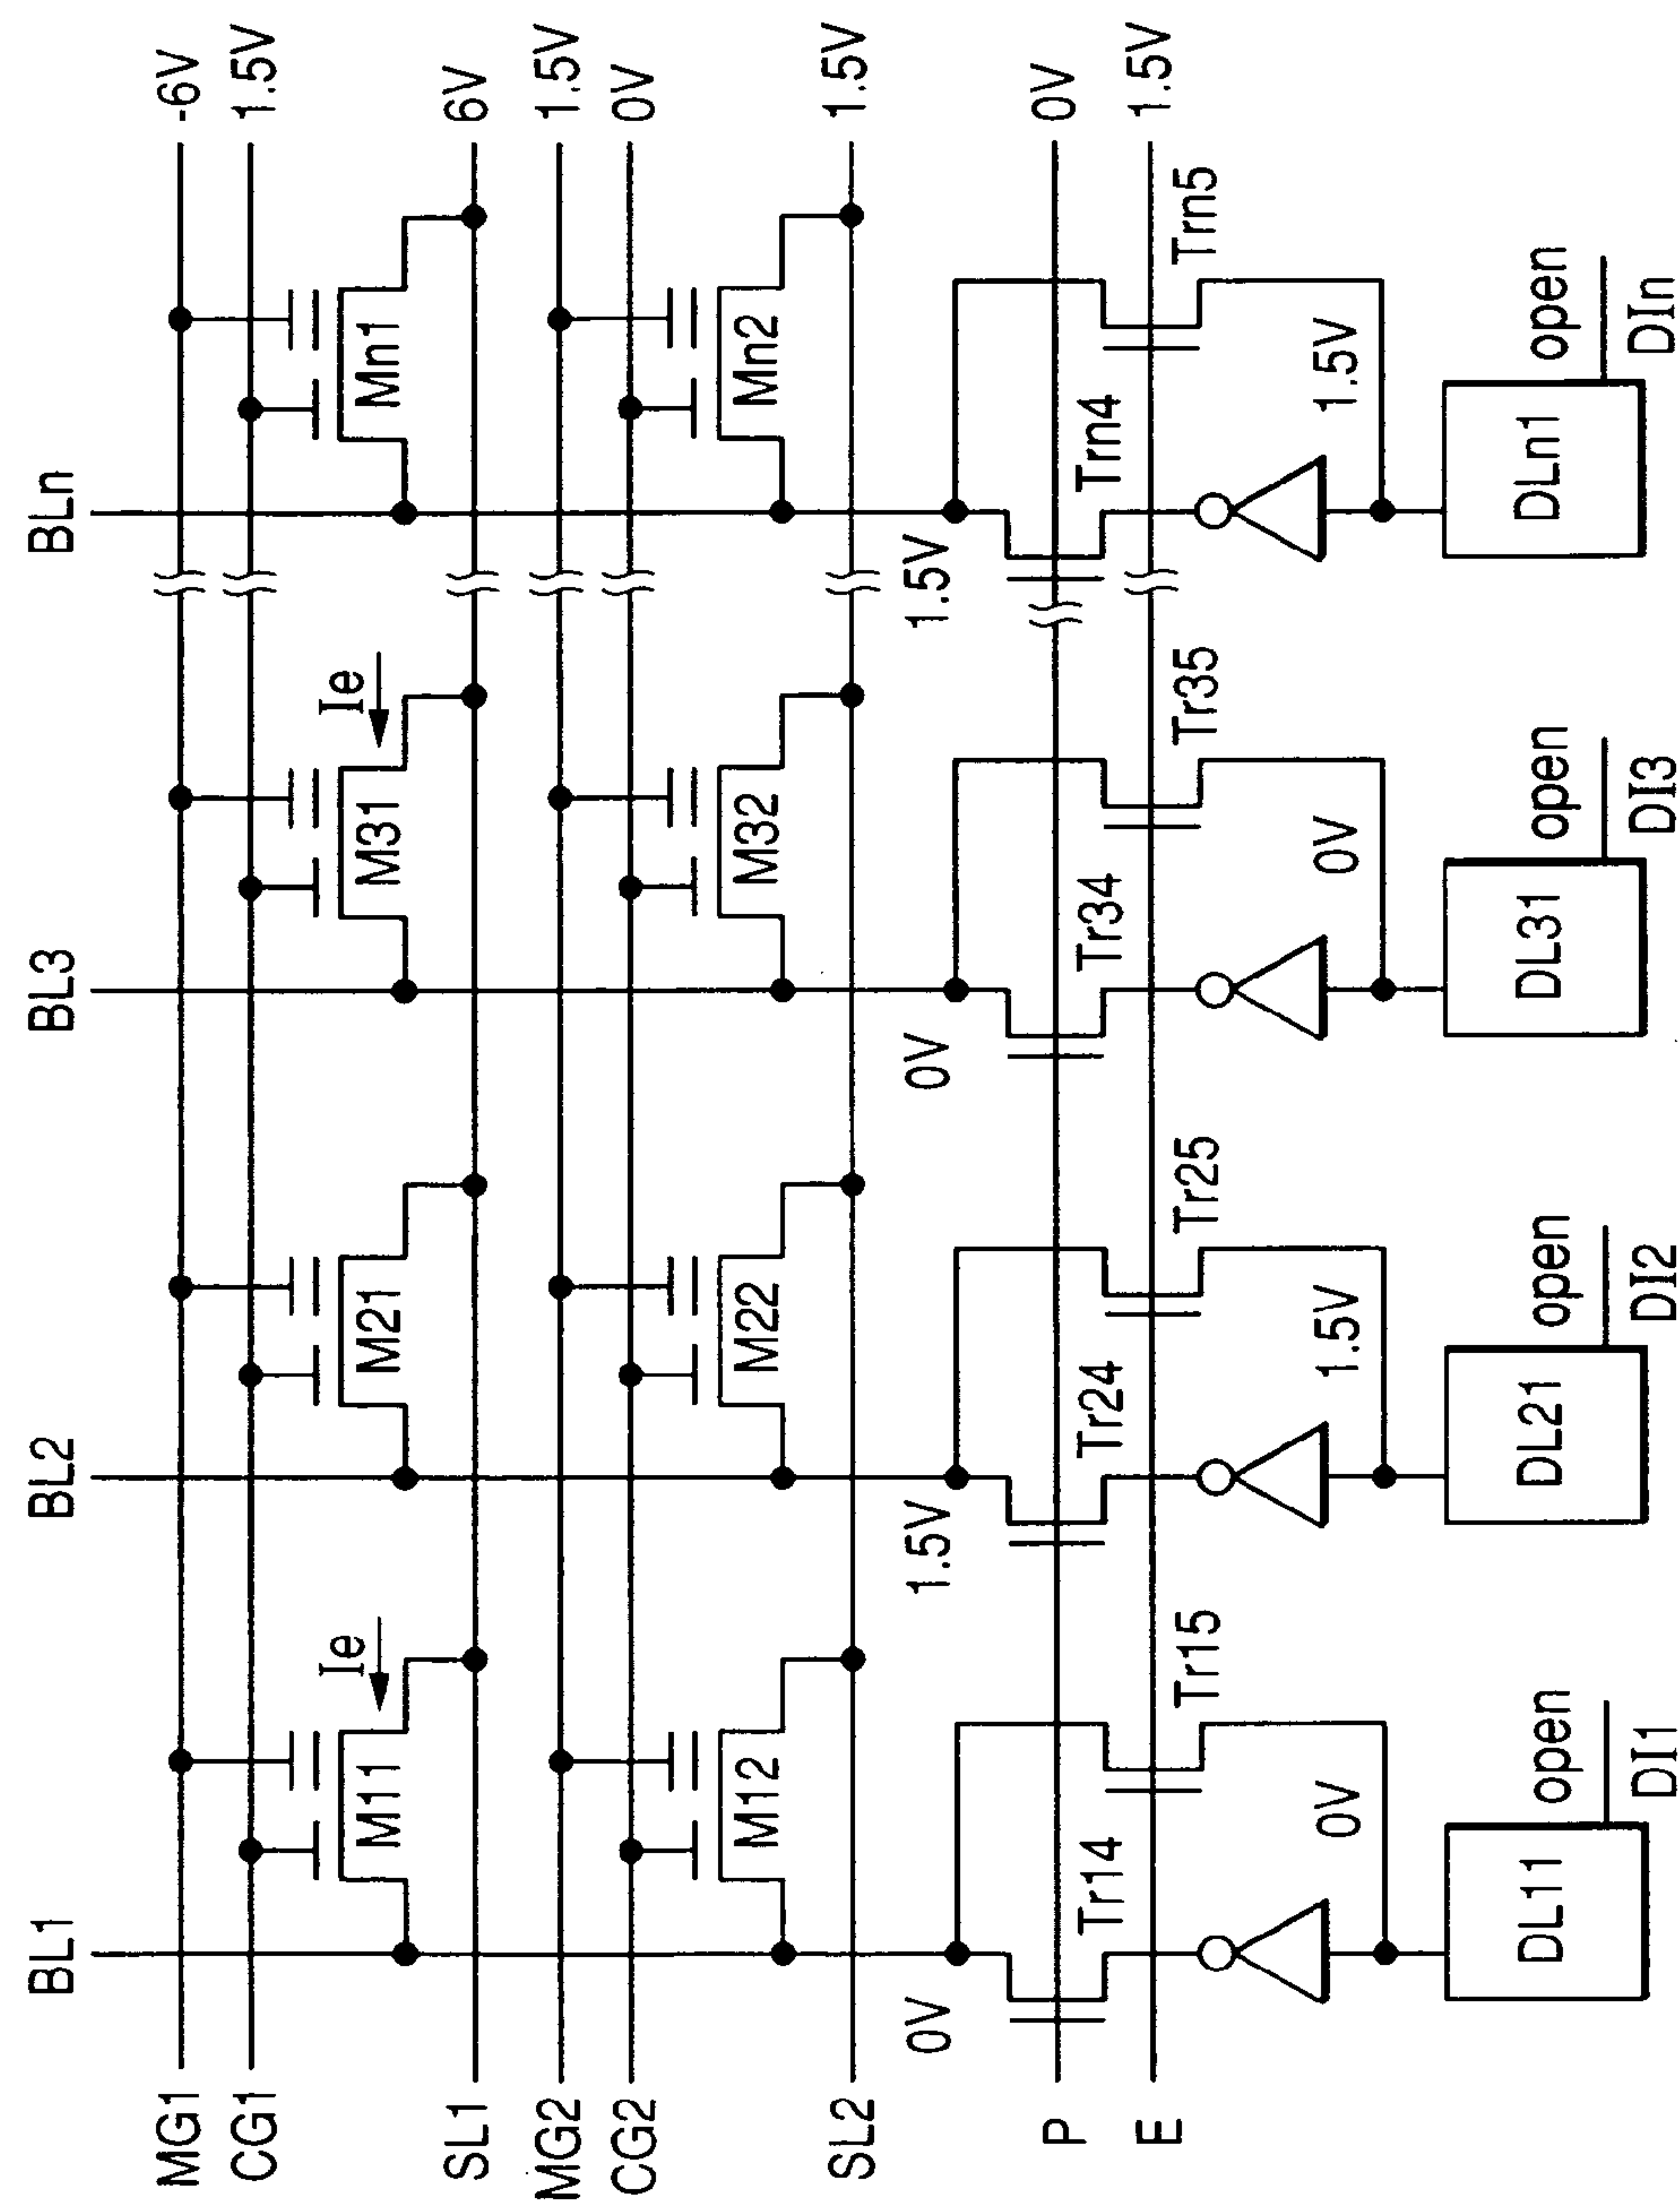 BL1
BL2
BL3
BLn
MG1
-6V
CG1
1.5V
M11
M21
M31
Mn1
Ie
Ie
SL1
6V
MG2
1.5V
CG2
0V
M12
M22
M32
Mn2
SL2
1.5V
0V
1.5V
0V
1.5V
P
0V
Tr14
Tr24
Tr34
Trn4
E
1.5V
Tr15
Tr25
Tr35
Trn5
0V
1.5V
0V
1.5V
DL11
DL21
DL31
DLn1
open
open
open
open
DI1
DI2
DI3
DIn